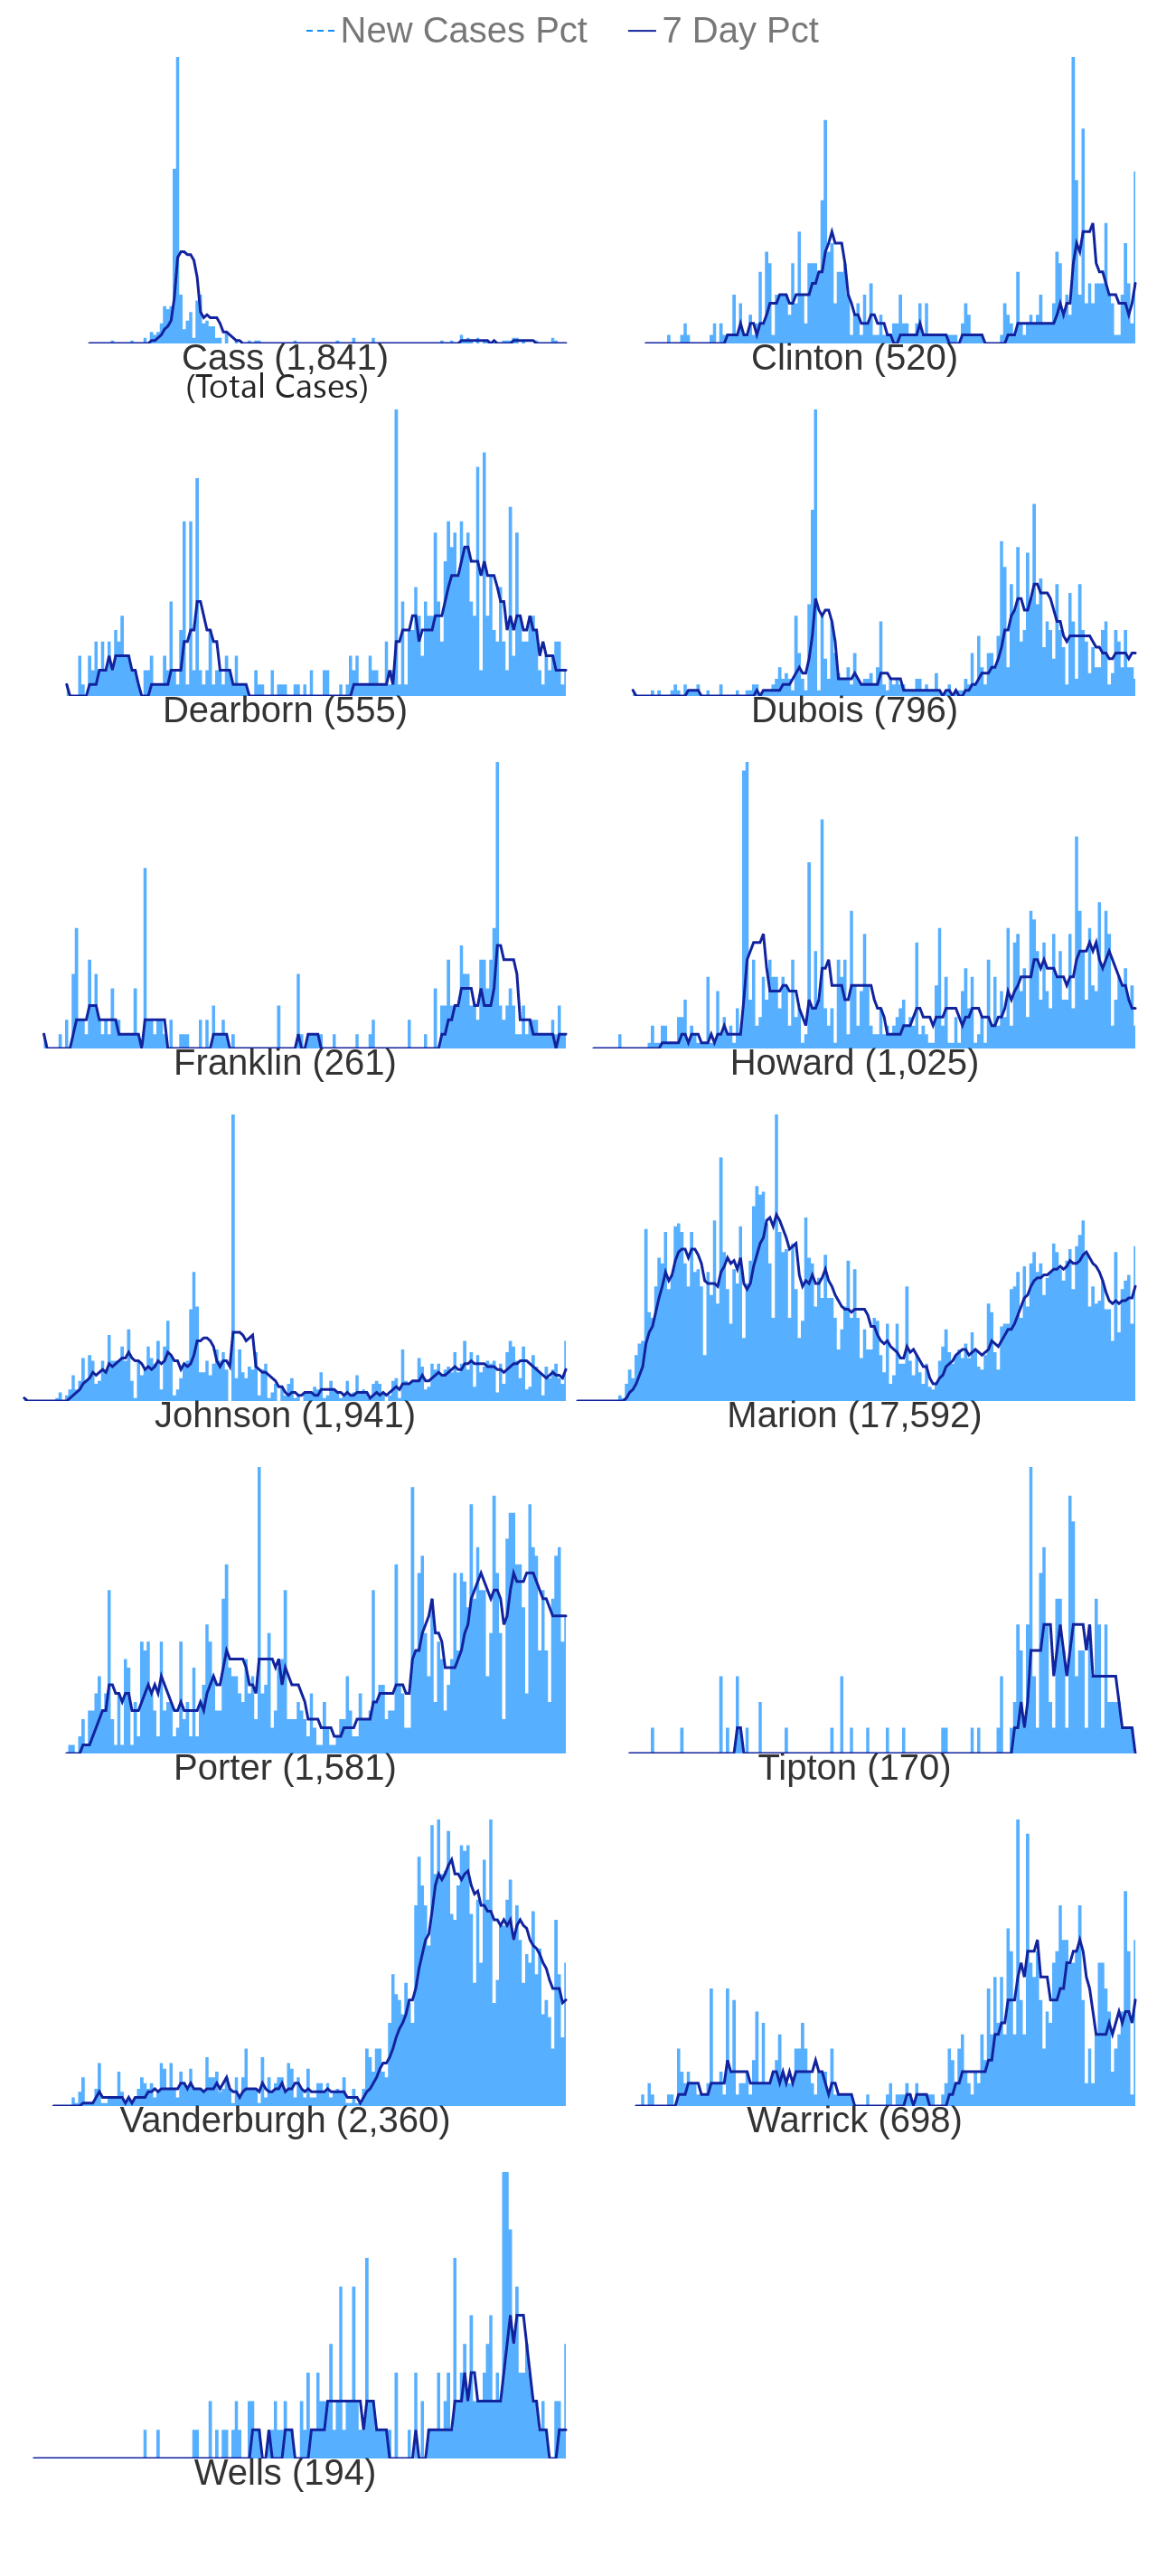 New Cases Pct 7 Day Pct
Cass (1,841) Clinton (520)
(Total Cases)
Dearborn (555) Dubois (796)
Franklin (261) Howard (1,025)
Johnson (1,941) Marion (17,592)
Porter (1,581) Tipton (170)
Vanderburgh (2,360) Warrick (698)
Wells (194)